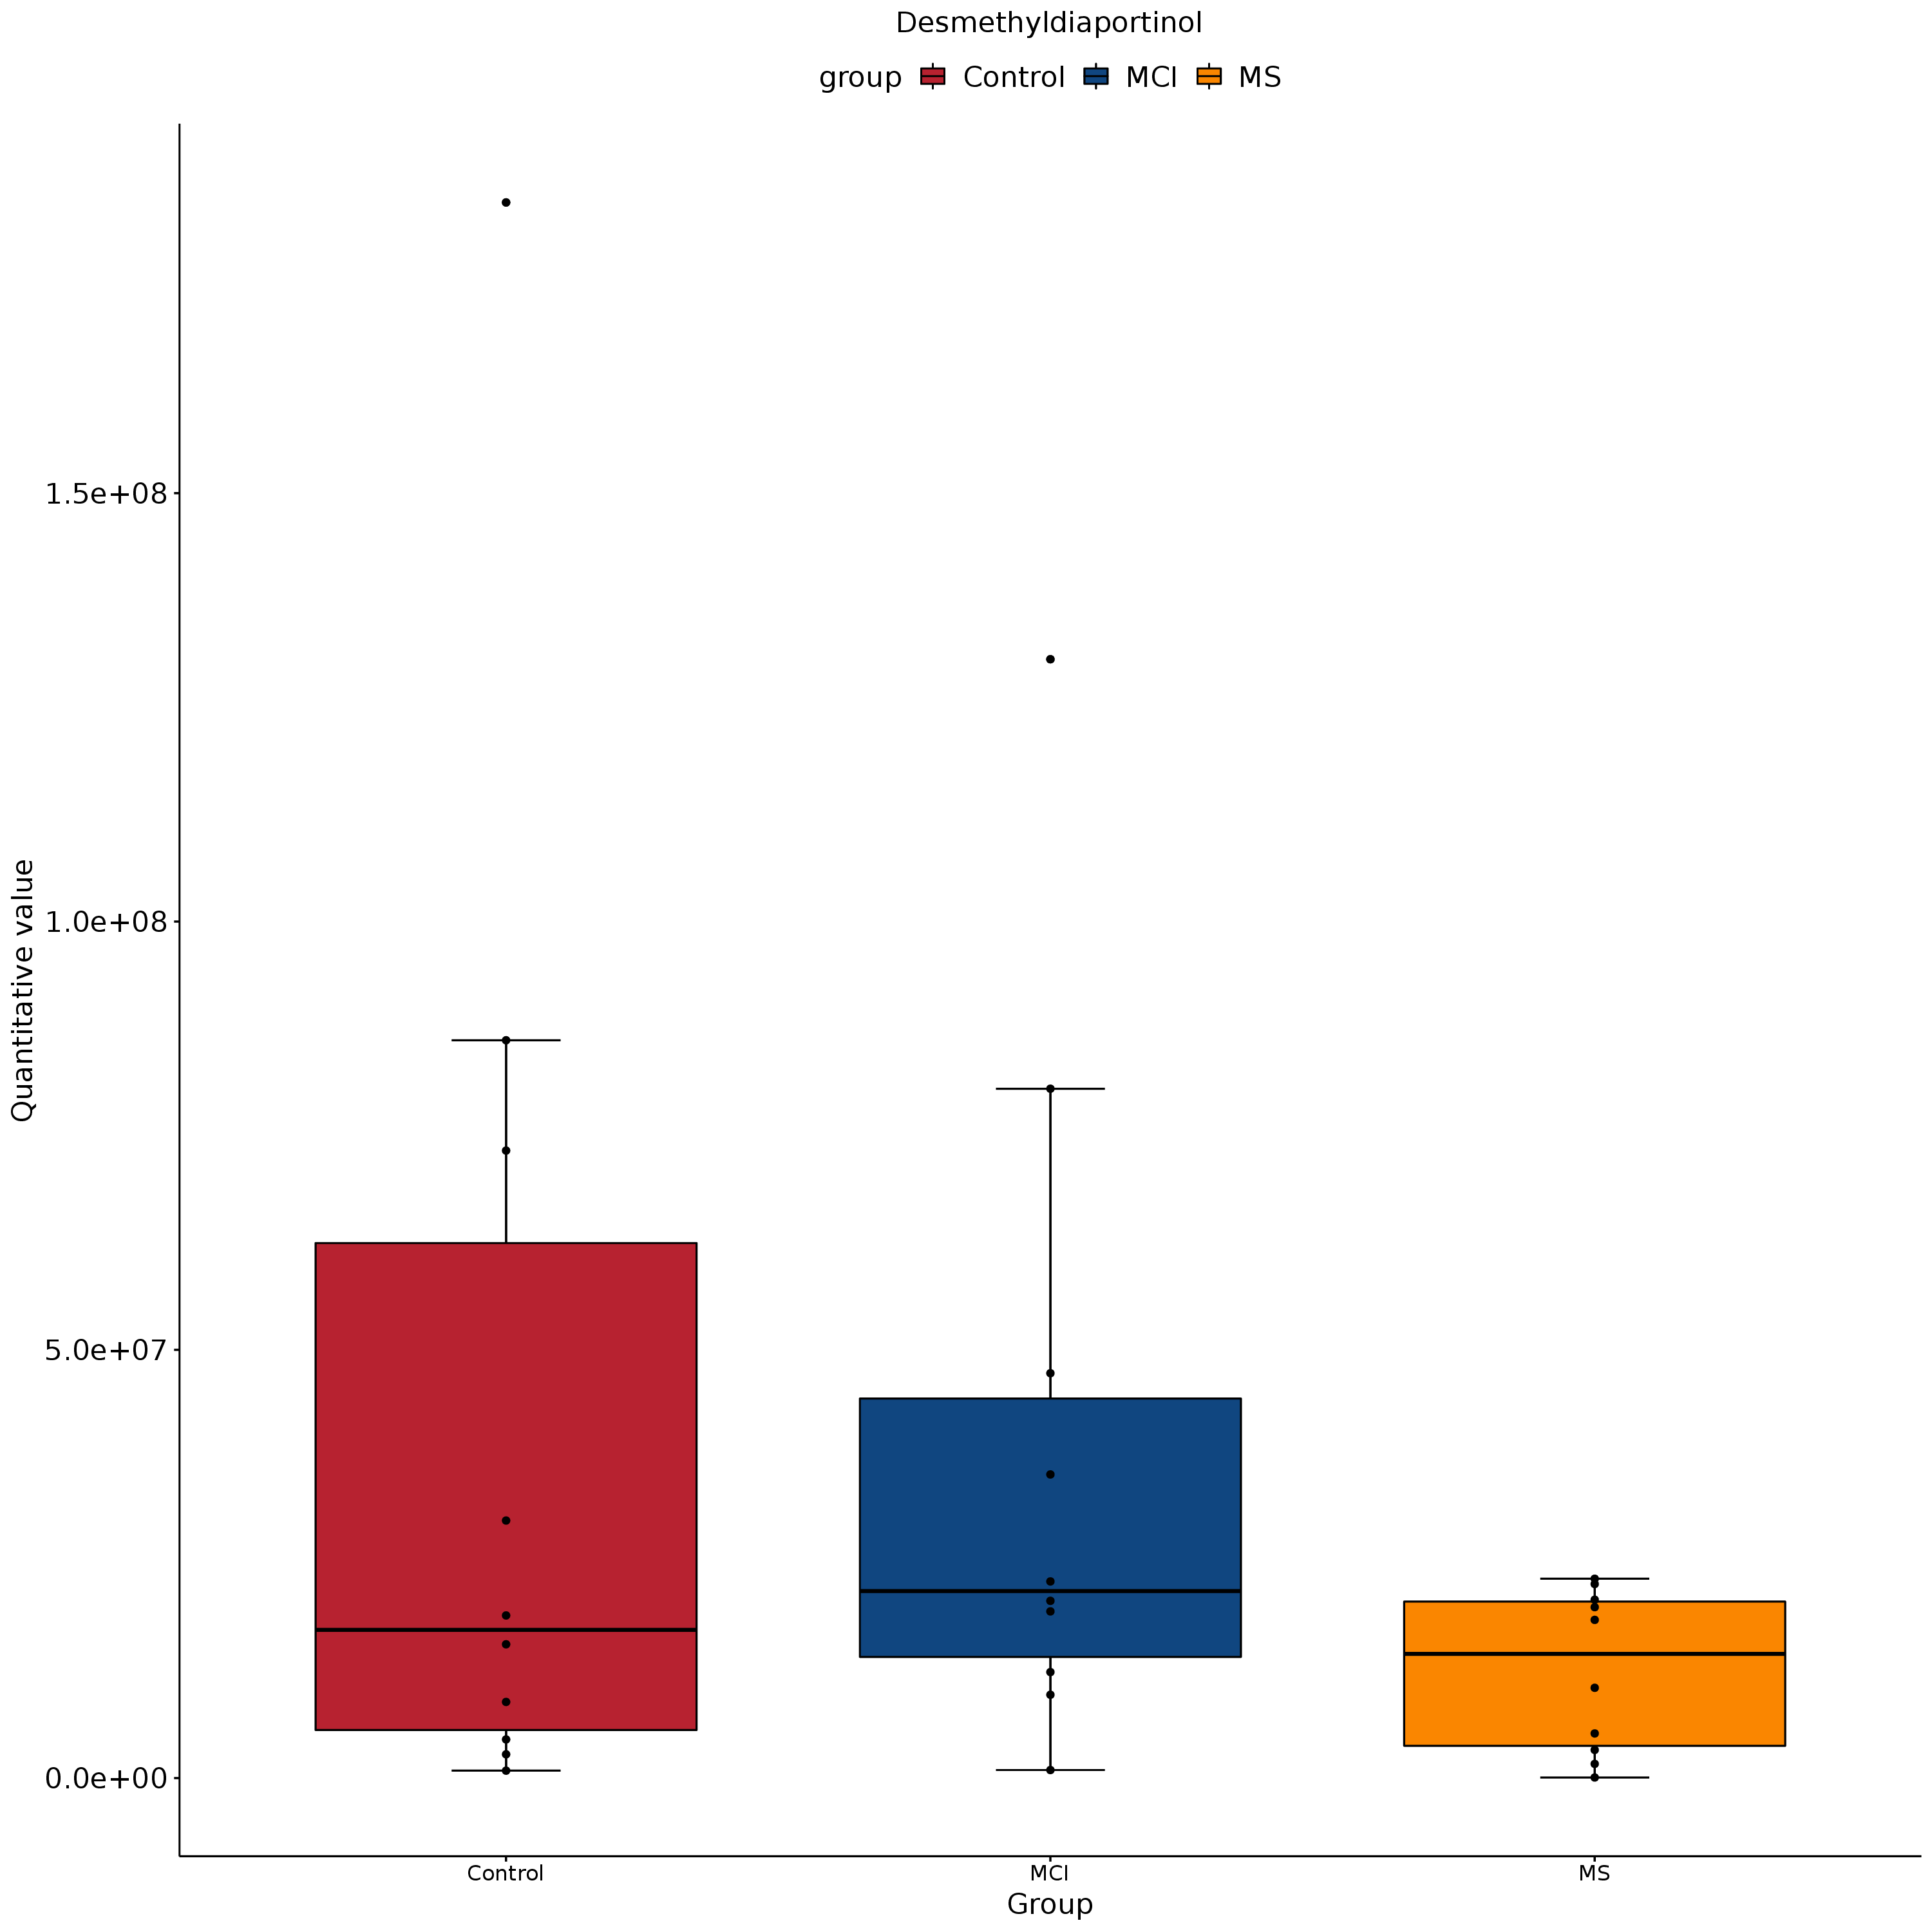 Desmethyldiaportinol
group Control MCI MS
Quantitative value
1.5e+08
1.0e+08
5.0e+07
0.0e+00
Control MCI MS
Group